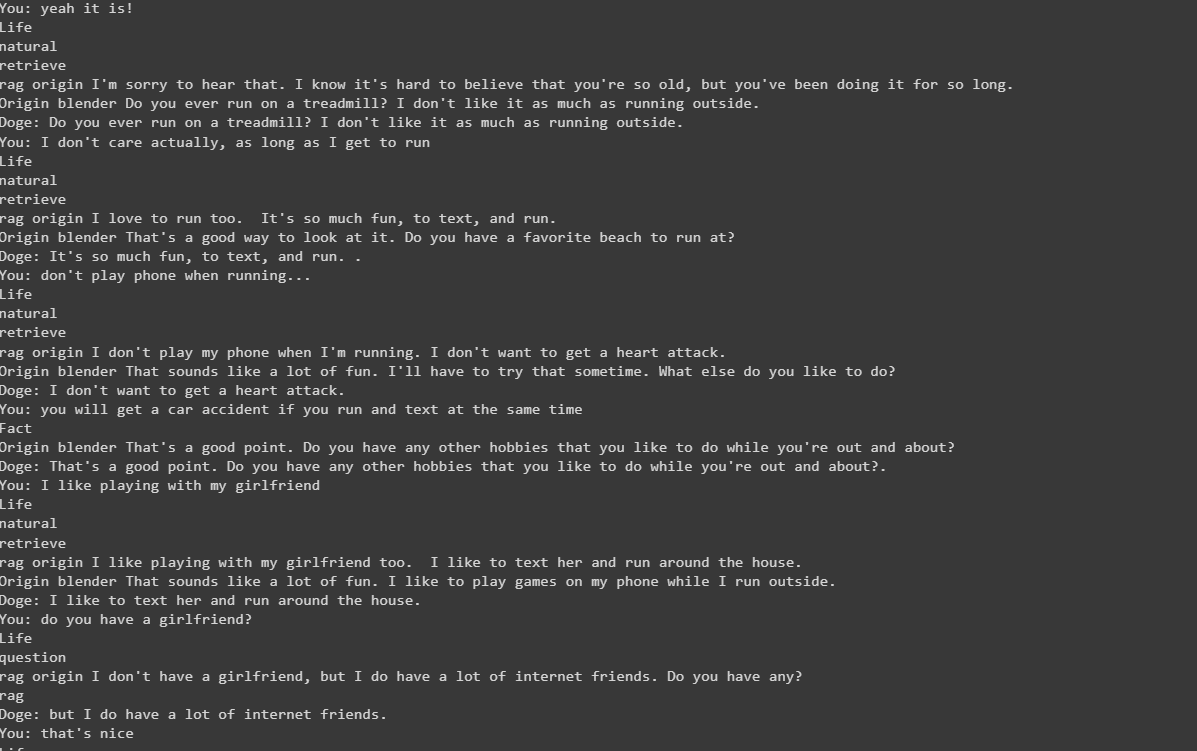 You: yeah it is!
Life
natural
retrieve
rag origin I'm sorry to hear that. I know it's hard to believe that you're so old, but you've been doing it for so long.
Origin blender Do you ever run on a treadmill? I don't like it as much as running outside.
Doge: Do you ever run on a treadmill? I don't like it as much as running outside.
You: I don't care actually, as long as I get to run
Life
natural
retrieve
rag origin I love to run too.  It's so much fun, to text, and run.
Origin blender That's a good way to look at it. Do you have a favorite beach to run at?
Doge: It's so much fun, to text, and run. .
You: don't play phone when running...
Life
natural
retrieve
rag origin I don't play my phone when I'm running. I don't want to get a heart attack.
Origin blender That sounds like a lot of fun. I'll have to try that sometime. What else do you like to do?
Doge: I don't want to get a heart attack.
You: you will get a car accident if you run and text at the same time
Fact
Origin blender That's a good point. Do you have any other hobbies that you like to do while you're out and about?
Doge: That's a good point. Do you have any other hobbies that you like to do while you're out and about?.
You: I like playing with my girlfriend
Life
natural
retrieve
rag origin I like playing with my girlfriend too.  I like to text her and run around the house.
Origin blender That sounds like a lot of fun. I like to play games on my phone while I run outside.
Doge: I like to text her and run around the house.
You: do you have a girlfriend?
Life
question
rag origin I don't have a girlfriend, but I do have a lot of internet friends. Do you have any?
rag
Doge: but I do have a lot of internet friends.
You: that's nice